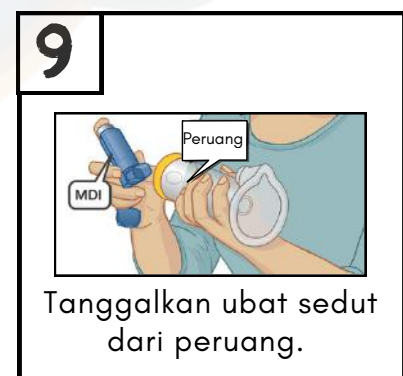 9
Peruang
MDI
Tanggalkan ubat sedut
dari peruang.